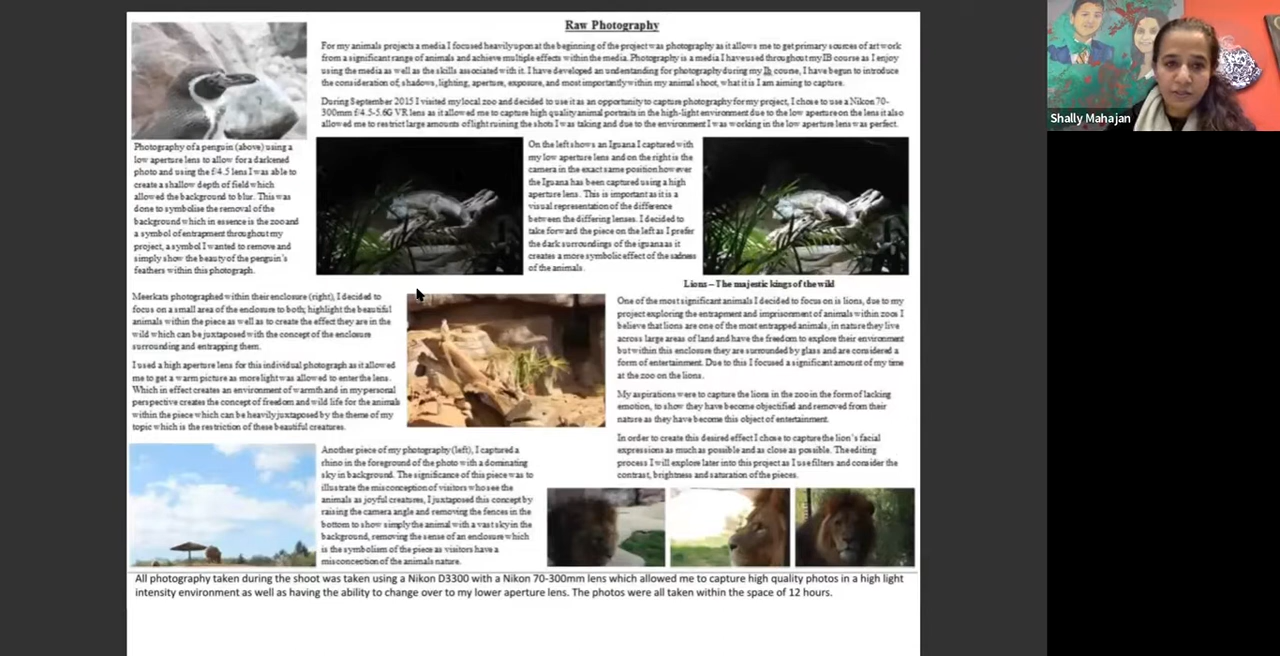 Raw Photography
For my animals projects a media I focused heavily upon at the beginning of the project was photography as it allows me to get primary sources of art work
from a significant range of animals and achieve multiple effects within the media. Photography is a media I have used throughout my IB course as I enjoy
using the media as well as the skills associated with it. I have developed an understanding for photography during my Ib course, I have begun to introduce
the consideration of, shadows, lighting, aperture, exposure, and most importantly within my animal shoot, what it is I am aiming to capture.
During September 2015 I visited my local zoo and decided to use it as an opportunity to capture photography for my project, I chose to use a Nikon 70-
300mm f/4.5-5.6G VR lens as it allowed me to capture high quality animal portraits in the high-light environment due to the low aperture on the lens it also
allowed me to restrict large amounts of light ruining the shots I was taking and due to the environment I was working in the low aperture lens was perfect.
Photography of a penguin (above) using a
low aperture lens to allow for a darkened
photo and using the f/4.5 lens I was able to
create a shallow depth of field which
allowed the background to blur. This was
done to symbolise the removal of the
background which in essence is the zoo and
a symbol of entrapment throughout my
project, a symbol I wanted to remove and
simply show the beauty of the penguin's
feathers within this photograph.
On the left shows an Iguana I captured with
my low aperture lens and on the right is the
camera in the exact same position however
the Iguana has been captured using a high
aperture lens. This is important as it is a
visual representation of the difference
between the differing lenses. I decided to
take forward the piece on the left as I prefer
the dark surroundings of the iguana as it
creates a more symbolic effect of the sadness
of the animals.
Meerkats photographed within their enclosure (right), I decided to
focus on a small area of the enclosure to both; highlight the beautiful
animals within the piece as well as to create the effect they are in the
wild which can be juxtaposed with the concept of the enclosure
surrounding and entrapping them.
I used a high aperture lens for this individual photograph as it allowed
me to get a warm picture as more light was allowed to enter the lens.
Which in effect creates an environment of warmth and in my personal
perspective creates the concept of freedom and wild life for the animals
within the piece which can be heavily juxtaposed by the theme of my
topic which is the restriction of these beautiful creatures.
Lions – The majestic kings of the wild
One of the most significant animals I decided to focus on is lions, due to my
project exploring the entrapment and imprisonment of animals within zoos I
believe that lions are one of the most entrapped animals, in nature they live
across large areas of land and have the freedom to explore their environment
but within this enclosure they are surrounded by glass and are considered a
form of entertainment. Due to this I focused a significant amount of my time
at the zoo on the lions.
My aspirations were to capture the lions in the zoo in the form of lacking
emotion, to show they have become objectified and removed from their
nature as they have become this object of entertainment.
In order to create this desired effect I chose to capture the lion's facial
expressions as much as possible and as close as possible. The editing
process I will explore later into this project as I use filters and consider the
contrast, brightness and saturation of the pieces.
Another piece of my photography (left), I captured a
rhino in the foreground of the photo with a dominating
sky in background. The significance of this piece was to
illustrate the misconception of visitors who see the
animals as joyful creatures, I juxtaposed this concept by
raising the camera angle and removing the fences in the
bottom to show simply the animal with a vast sky in the
background, removing the sense of an enclosure which
is the symbolism of the piece as visitors have a
misconception of the animals nature.
All photography taken during the shoot was taken using a Nikon D3300 with a Nikon 70-300mm lens which allowed me to capture high quality photos in a high light
intensity environment as well as having the ability to change over to my lower aperture lens. The photos were all taken within the space of 12 hours.
Shally Mahajan